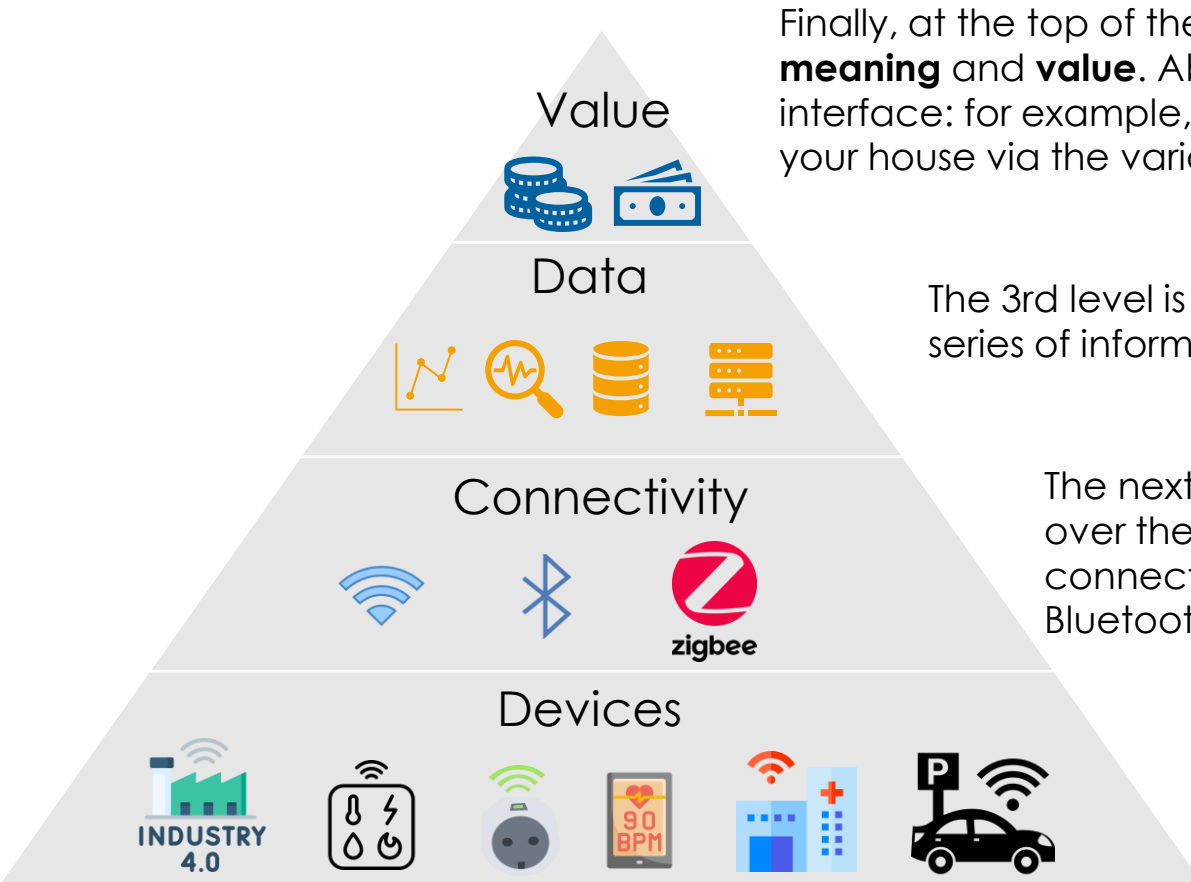 Finally, at the top of the
meaning and value. Ab
interface: for example,
your house via the vario
Value
Data
The 3rd level is
series of inform
Connectivity
The next
over the
connect
Bluetoot
zigbee
Devices
P
90
BPM
INDUSTRY
4.0